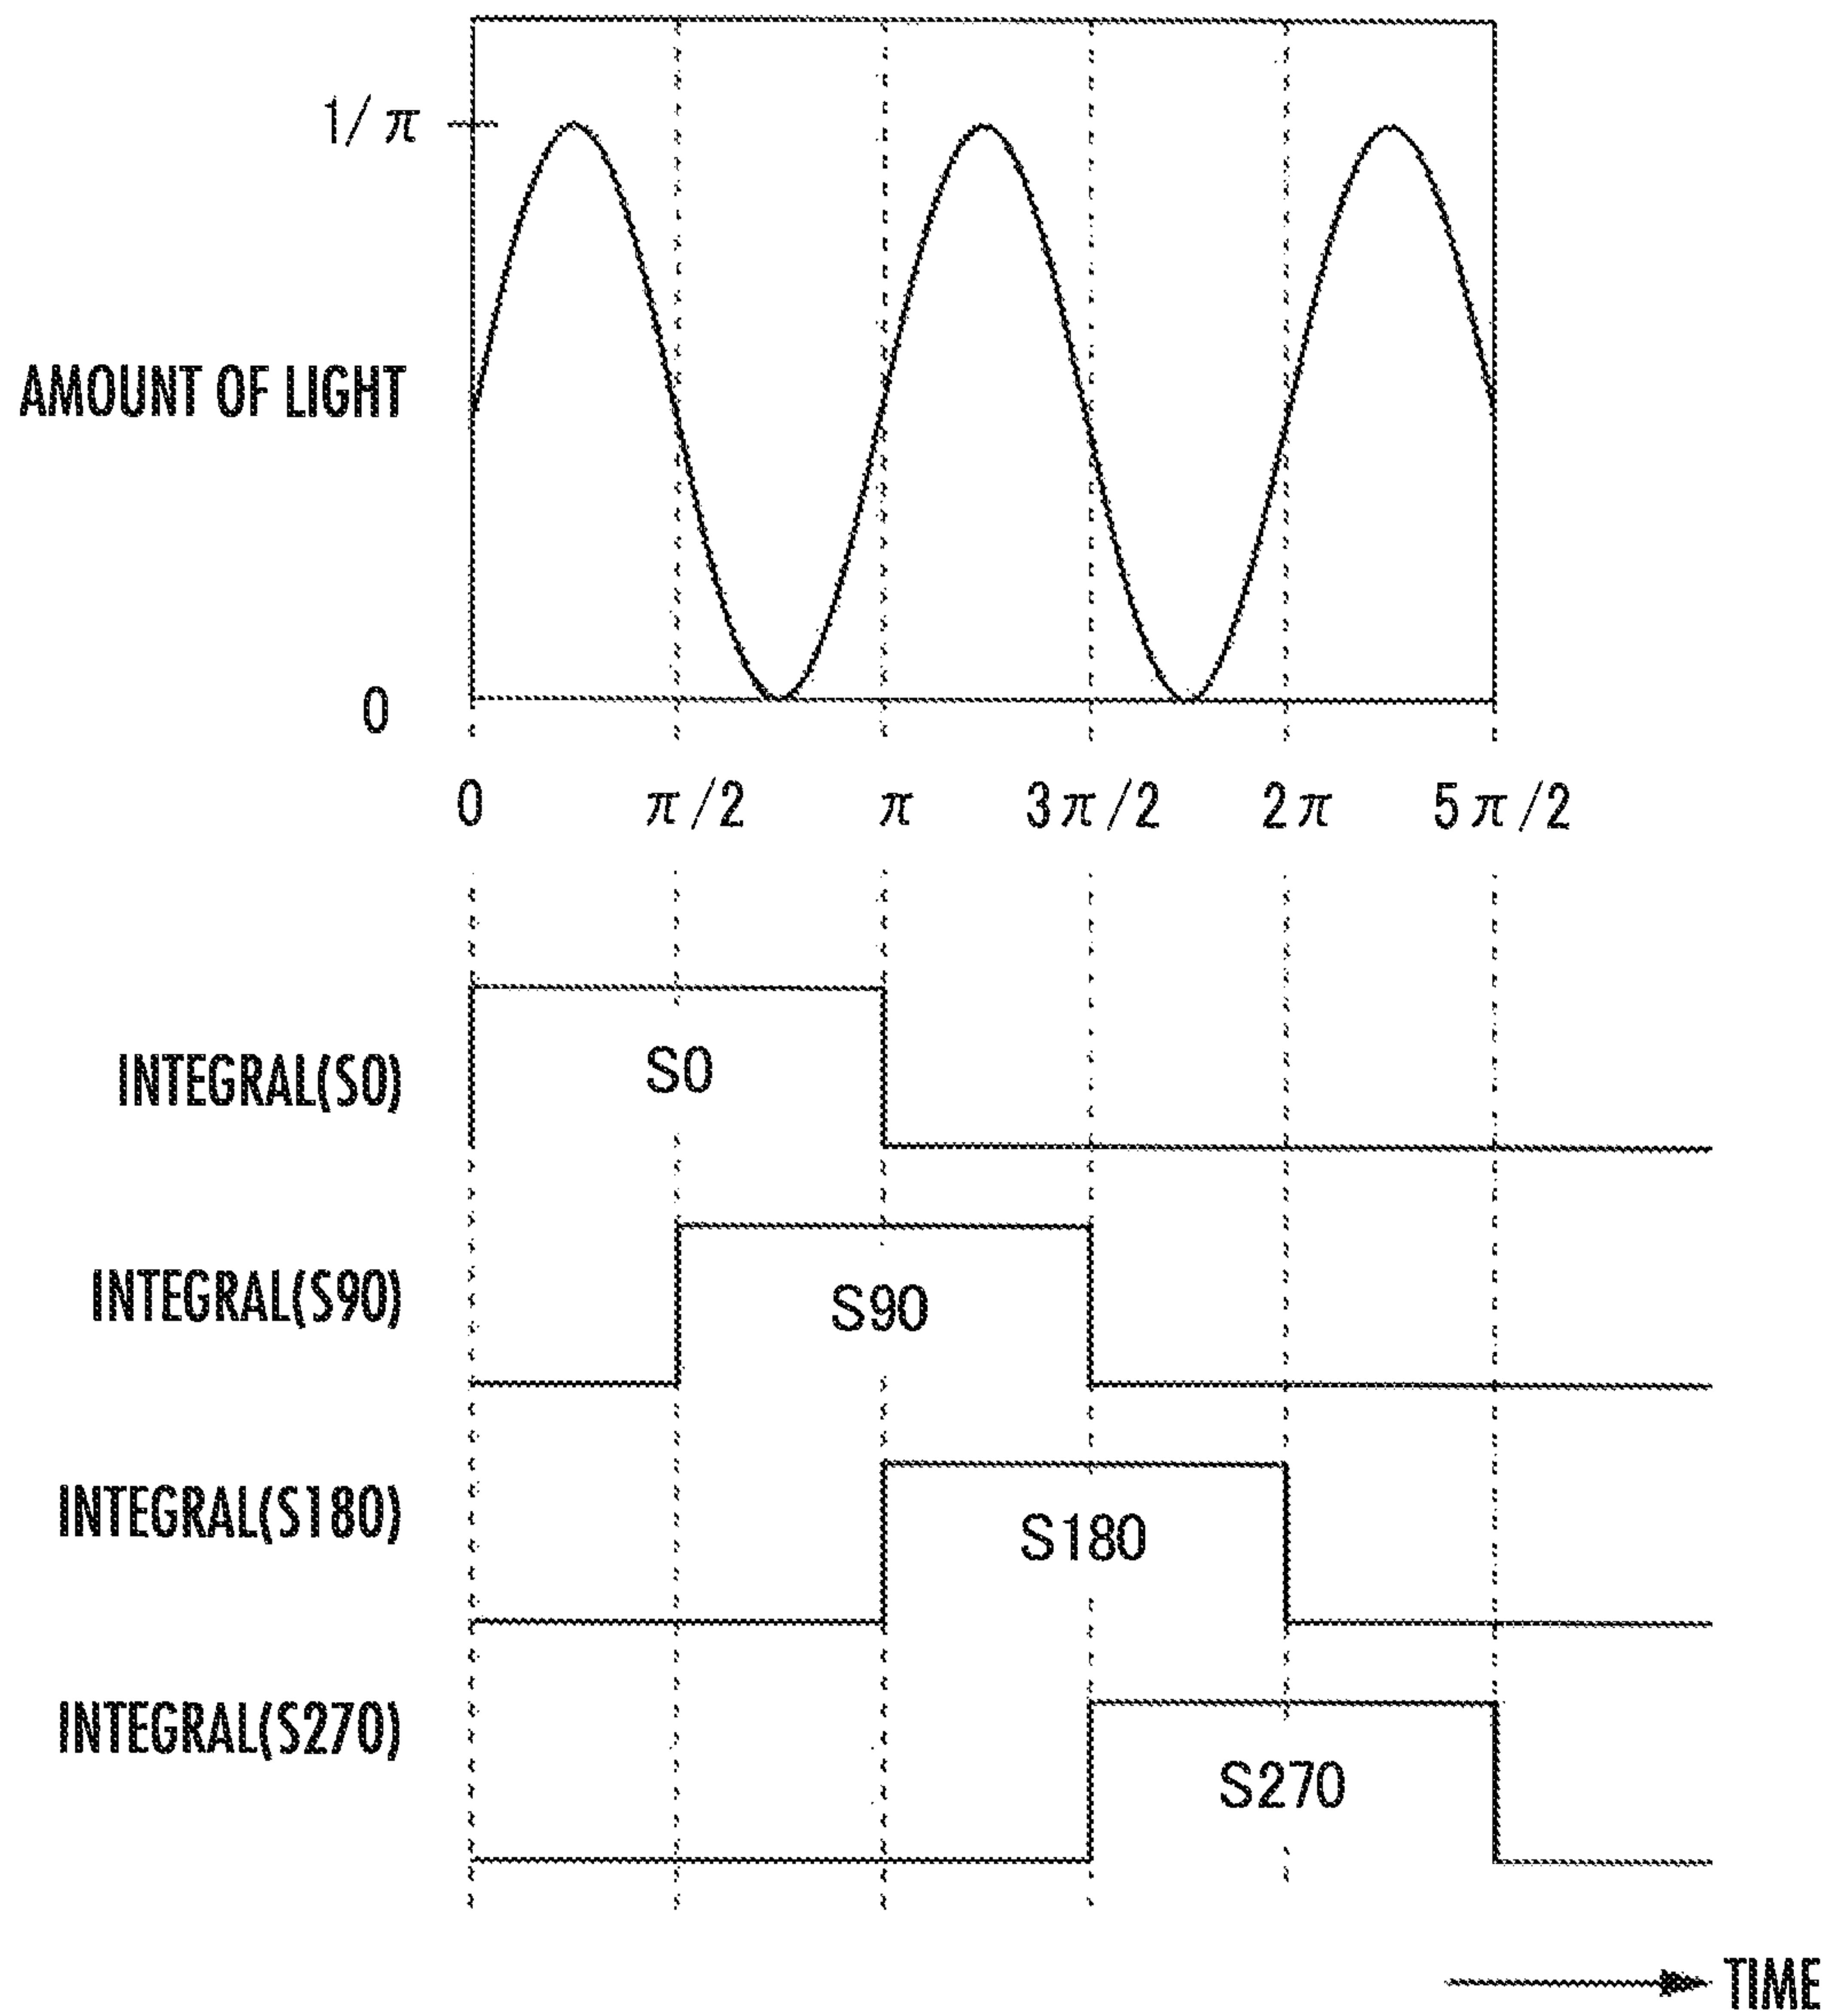 1/π
AMOUNT OF LIGHT
0
0 π/2 π 3π/2 2π 5π/2
INTEGRAL(S0)
S0
INTEGRAL(S90)
S90
INTEGRAL(S180)
S180
INTEGRAL(S270)
S270
TIME